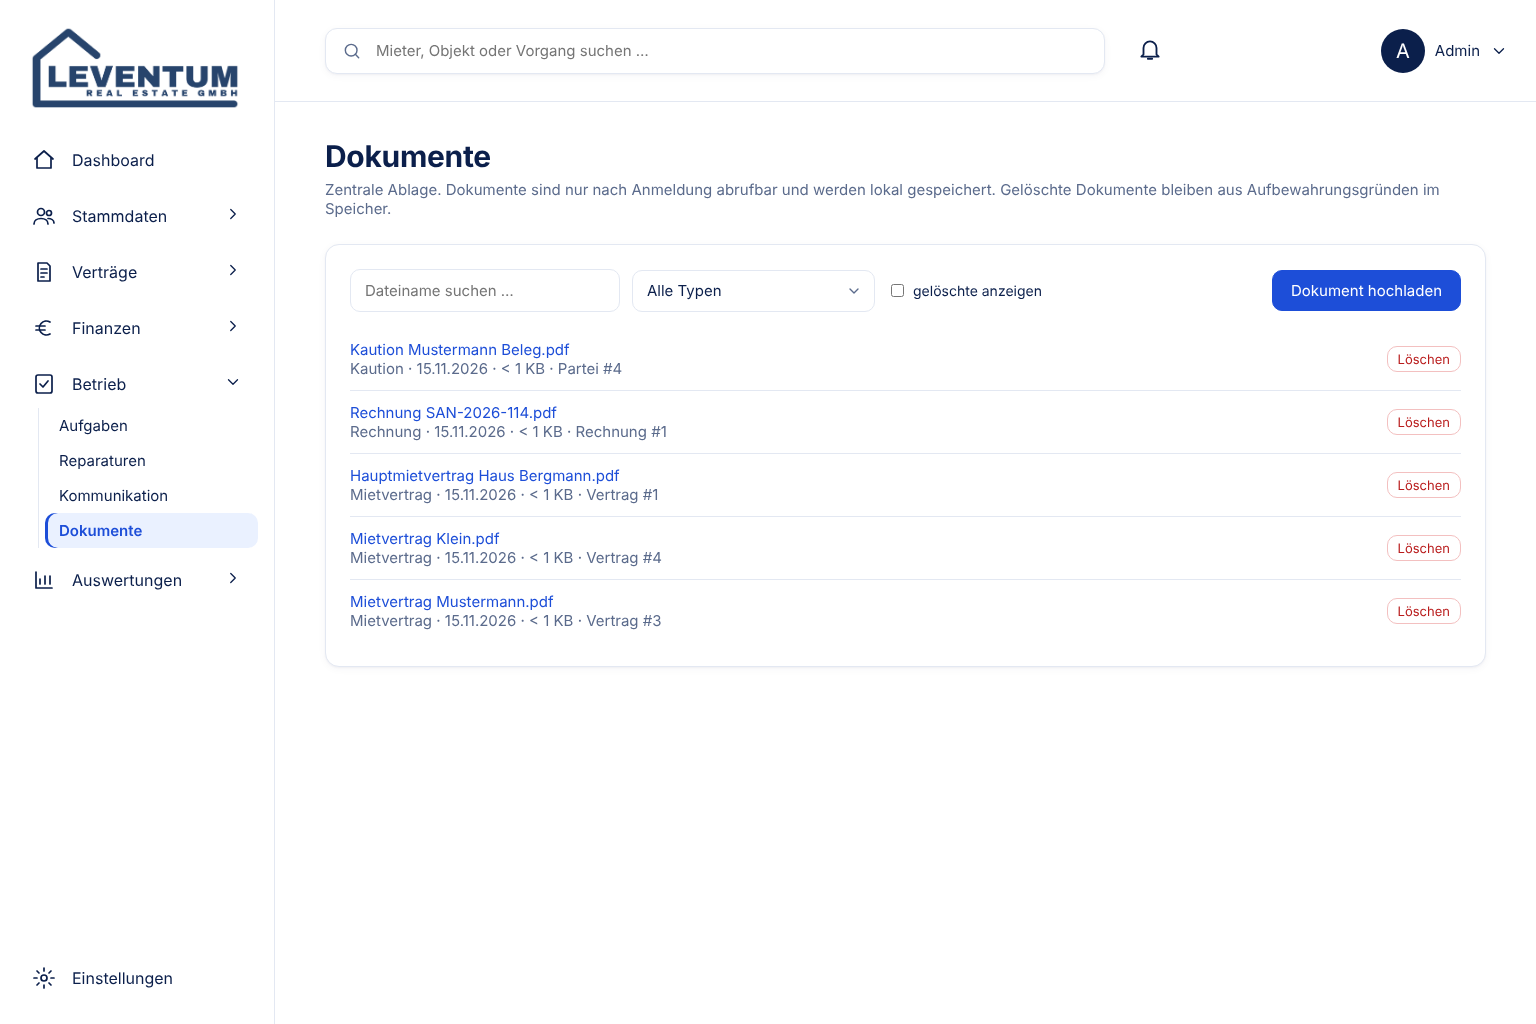 LEVENTUM
REAL ESTATE GMBH
Mieter, Objekt oder Vorgang suchen ...
A
Admin
Dashboard
Stammdaten
Verträge
Finanzen
Betrieb
Aufgaben
Reparaturen
Kommunikation
Dokumente
Auswertungen
Einstellungen
Dokumente
Zentrale Ablage. Dokumente sind nur nach Anmeldung abrufbar und werden lokal gespeichert. Gelöschte Dokumente bleiben aus Aufbewahrungsgründen im
Speicher.
Dateiname suchen ...
Alle Typen
gelöschte anzeigen
Dokument hochladen
Kaution Mustermann Beleg.pdf
Kaution · 15.11.2026 · < 1 KB · Partei #4
Löschen
Rechnung SAN-2026-114.pdf
Rechnung · 15.11.2026 · < 1 KB · Rechnung #1
Löschen
Hauptmietvertrag Haus Bergmann.pdf
Mietvertrag · 15.11.2026 · < 1 KB · Vertrag #1
Löschen
Mietvertrag Klein.pdf
Mietvertrag · 15.11.2026 · < 1 KB · Vertrag #4
Löschen
Mietvertrag Mustermann.pdf
Mietvertrag · 15.11.2026 · < 1 KB · Vertrag #3
Löschen